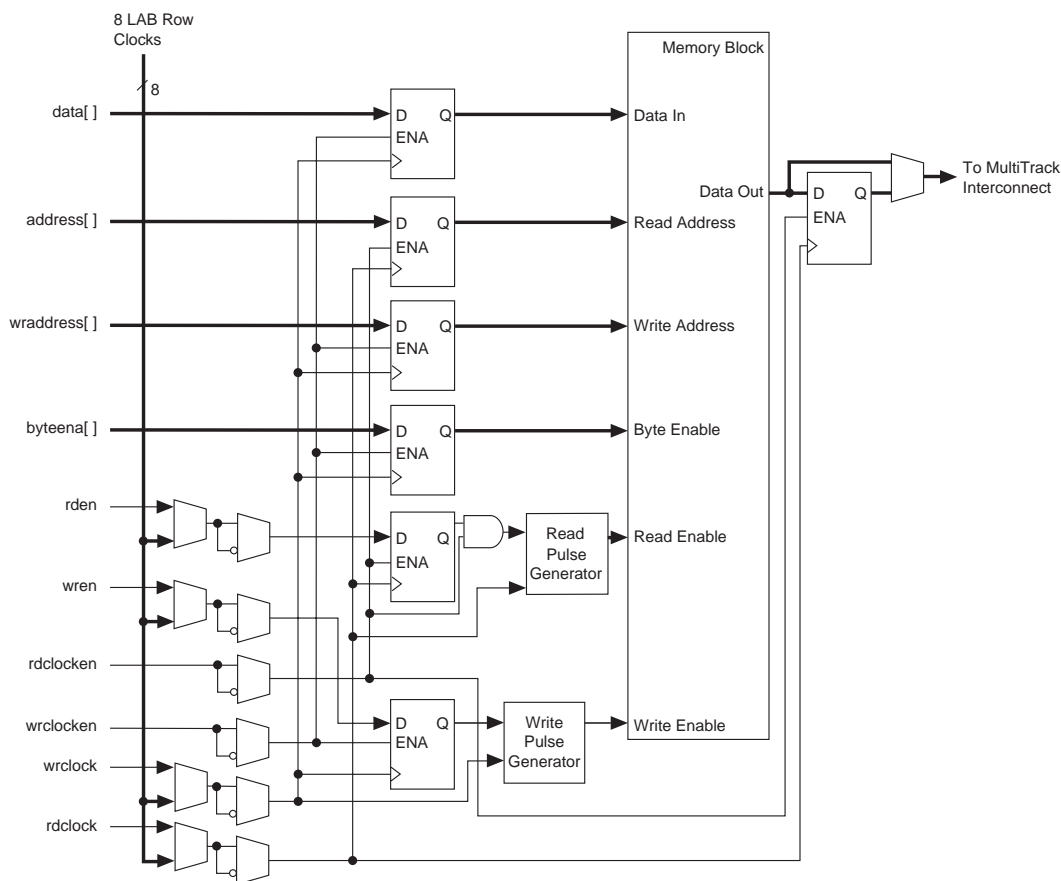 8 LAB Row
Clocks
8
Memory Block
data[ ]
D Q
ENA
Data In
To MultiTrack
Interconnect
Data Out
D Q
ENA
address[ ]
D Q
ENA
Read Address
wraddress[ ]
D Q
ENA
Write Address
byteena[ ]
D Q
ENA
Byte Enable
rden
D Q
ENA
Read
Pulse
Generator
Read Enable
wren
rdclocken
wrclocken
D Q
ENA
Write
Pulse
Generator
Write Enable
wrclock
rdclock